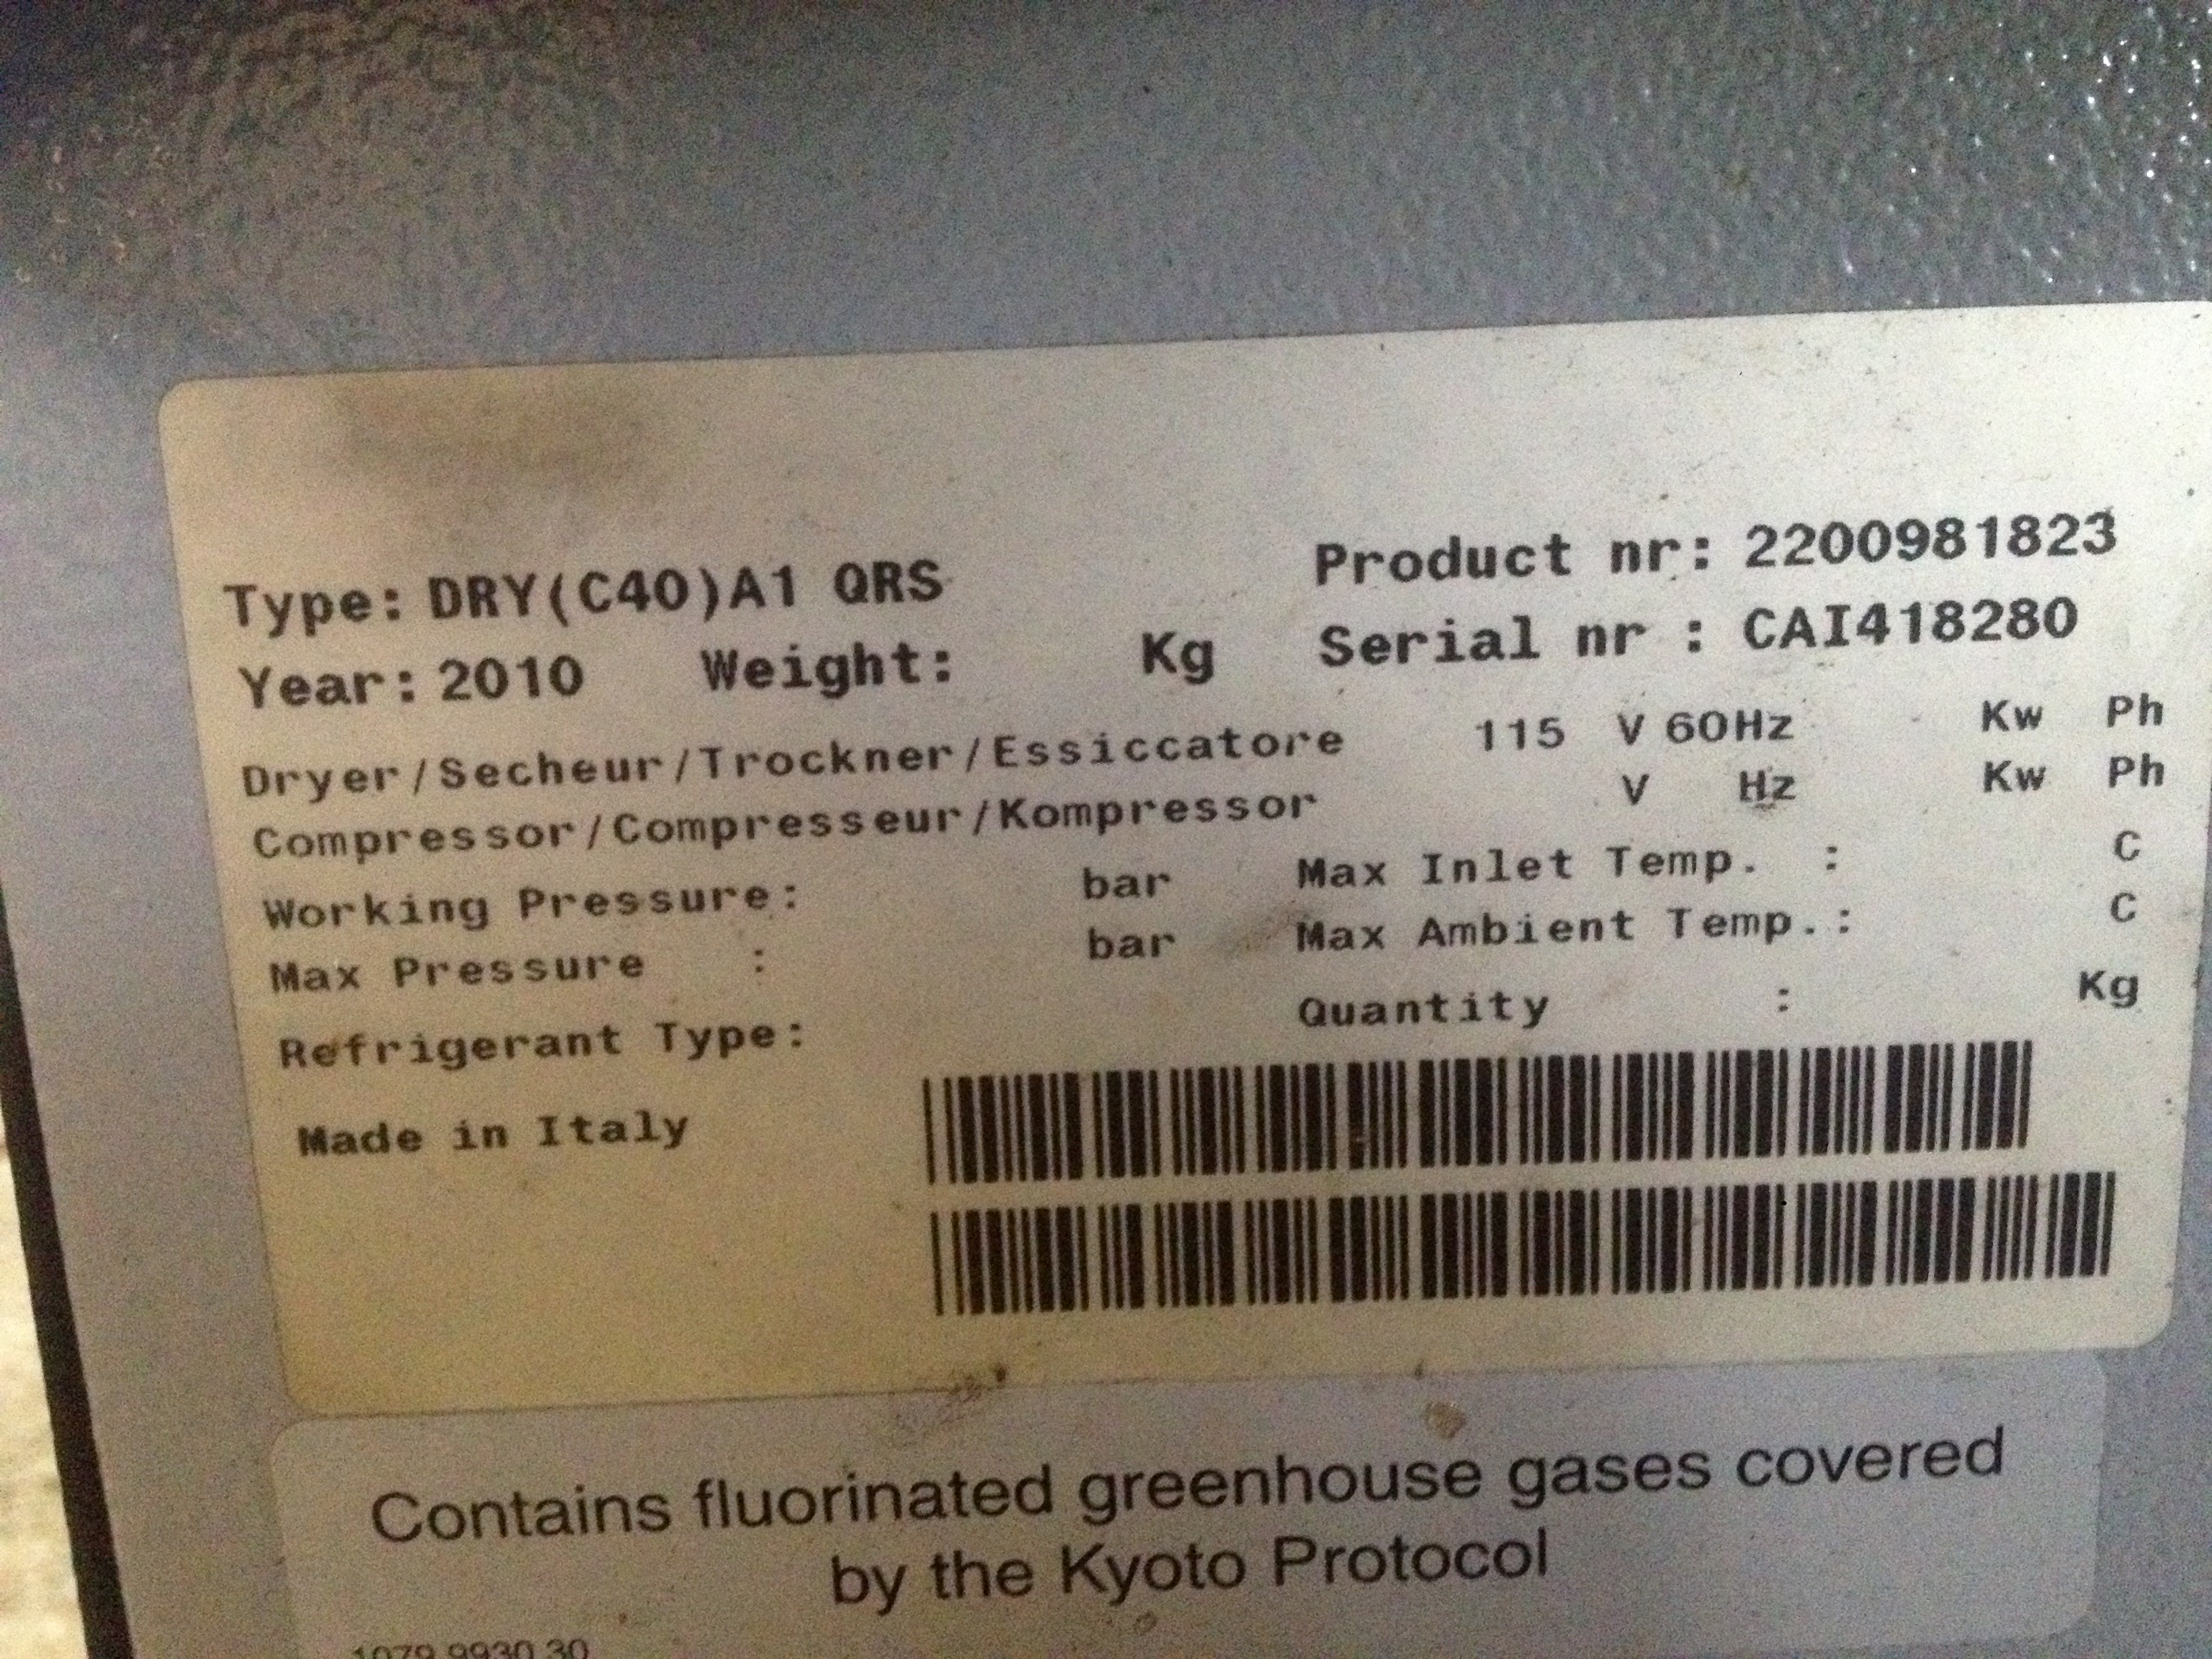 Type: DRY(C40)A1 QRS Product nr: 2200981823
Year: 2010 Weight: Kg Serial nr : CAI418280
Dryer/Secheur/Trockner/Essiccatore 115 V 60Hz Kw Ph
Compressor/Compresseur/Kompressor V Hz Kw Ph
Working Pressure: bar Max Inlet Temp. : C
Max Pressure : bar Max Ambient Temp.: C
Refrigerant Type: Quantity : Kg
Made in Italy
Contains fluorinated greenhouse gases covered
by the Kyoto Protocol
1079 9930 30